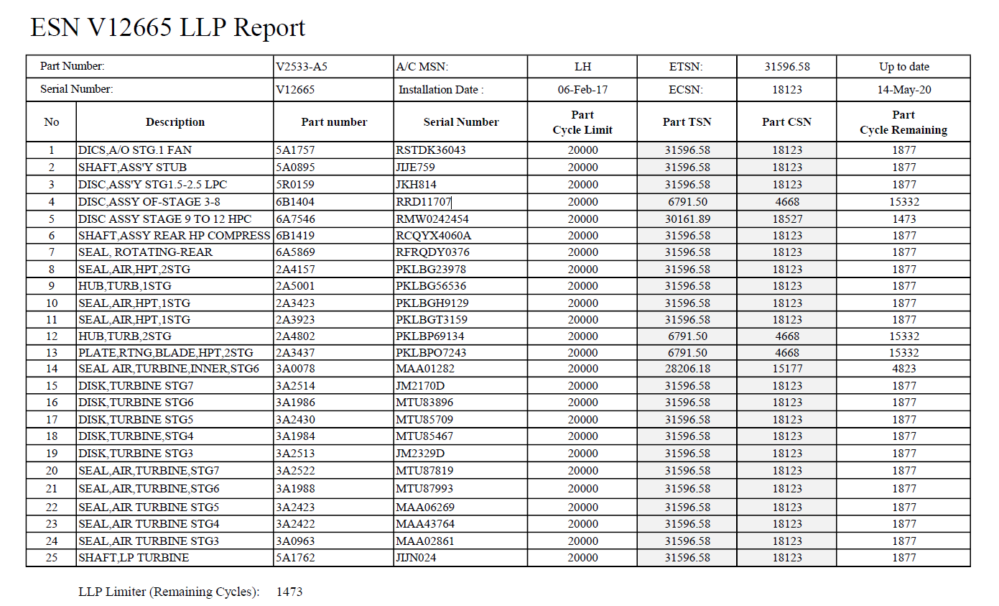 ESN V12665 LLP Report
Part Number: V2533-A5 A/C MSN: LH ETSN: 31596.58 Up to date
Serial Number: V12665 Installation Date : 06-Feb-17 ECSN: 18123 14-May-20
No Description Part number Serial Number Part Cycle Limit Part TSN Part CSN Part Cycle Remaining
1 DICS,A/O STG.1 FAN 5A1757 RSTDK36043 20000 31596.58 18123 1877
2 SHAFT,ASS'Y STUB 5A0895 JIJE759 20000 31596.58 18123 1877
3 DISC,ASS'Y STG1.5-2.5 LPC 5R0159 JKH814 20000 31596.58 18123 1877
4 DISC,ASSY OF-STAGE 3-8 6B1404 RRD11707 20000 6791.50 4668 15332
5 DISC ASSY STAGE 9 TO 12 HPC 6A7546 RMW0242454 20000 30161.89 18527 1473
6 SHAFT,ASSY REAR HP COMPRESS 6B1419 RCQYX4060A 20000 31596.58 18123 1877
7 SEAL, ROTATING-REAR 6A5869 RFRQDY0376 20000 31596.58 18123 1877
8 SEAL,AIR,HPT,2STG 2A4157 PKLBG23978 20000 31596.58 18123 1877
9 HUB,TURB,1STG 2A5001 PKLBG56536 20000 31596.58 18123 1877
10 SEAL,AIR,HPT,1STG 2A3423 PKLBGH9129 20000 31596.58 18123 1877
11 SEAL,AIR,HPT,1STG 2A3923 PKLBGT3159 20000 31596.58 18123 1877
12 HUB,TURB,2STG 2A4802 PKLBP69134 20000 6791.50 4668 15332
13 PLATE,RTNG,BLADE,HPT,2STG 2A3437 PKLBPO7243 20000 6791.50 4668 15332
14 SEAL AIR,TURBINE,INNER,STG6 3A0078 MAA01282 20000 28206.18 15177 4823
15 DISK,TURBINE STG7 3A2514 JM2170D 20000 31596.58 18123 1877
16 DISK,TURBINE STG6 3A1986 MTU83896 20000 31596.58 18123 1877
17 DISK,TURBINE STG5 3A2430 MTU85709 20000 31596.58 18123 1877
18 DISK,TURBINE,STG4 3A1984 MTU85467 20000 31596.58 18123 1877
19 DISK,TURBINE STG3 3A2513 JM2329D 20000 31596.58 18123 1877
20 SEAL,AIR,TURBINE,STG7 3A2522 MTU87819 20000 31596.58 18123 1877
21 SEAL,AIR,TURBINE,STG6 3A1988 MTU87993 20000 31596.58 18123 1877
22 SEAL,AIR TURBINE STG5 3A2423 MAA06269 20000 31596.58 18123 1877
23 SEAL,AIR TURBINE STG4 3A2422 MAA43764 20000 31596.58 18123 1877
24 SEAL,AIR TURBINE STG3 3A0963 MAA02861 20000 31596.58 18123 1877
25 SHAFT,LP TURBINE 5A1762 JIJN024 20000 31596.58 18123 1877
LLP Limiter (Remaining Cycles): 1473